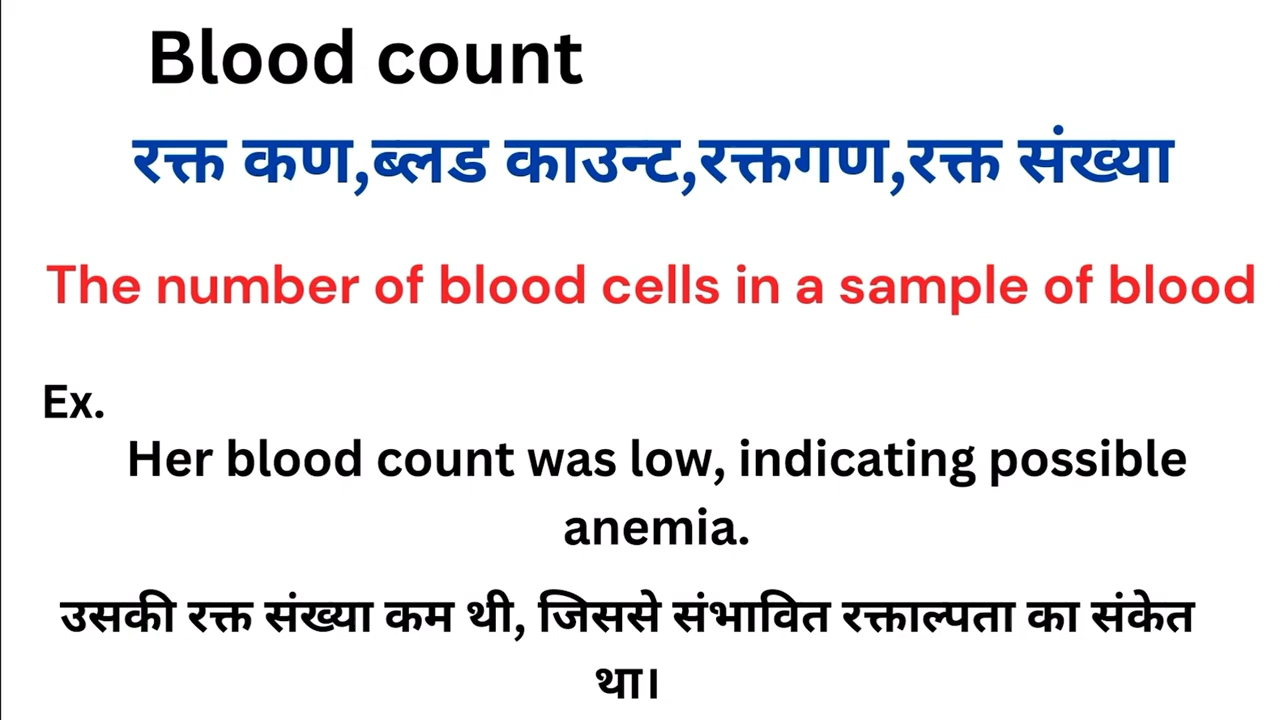 Blood count
रक्त कण,ब्लड काउन्ट,रक्तगण,रक्त संख्या
The number of blood cells in a sample of blood
Ex.
Her blood count was low, indicating possible
anemia.
उसकी रक्त संख्या कम थी, जिससे संभावित रक्ताल्पता का संकेत
था।